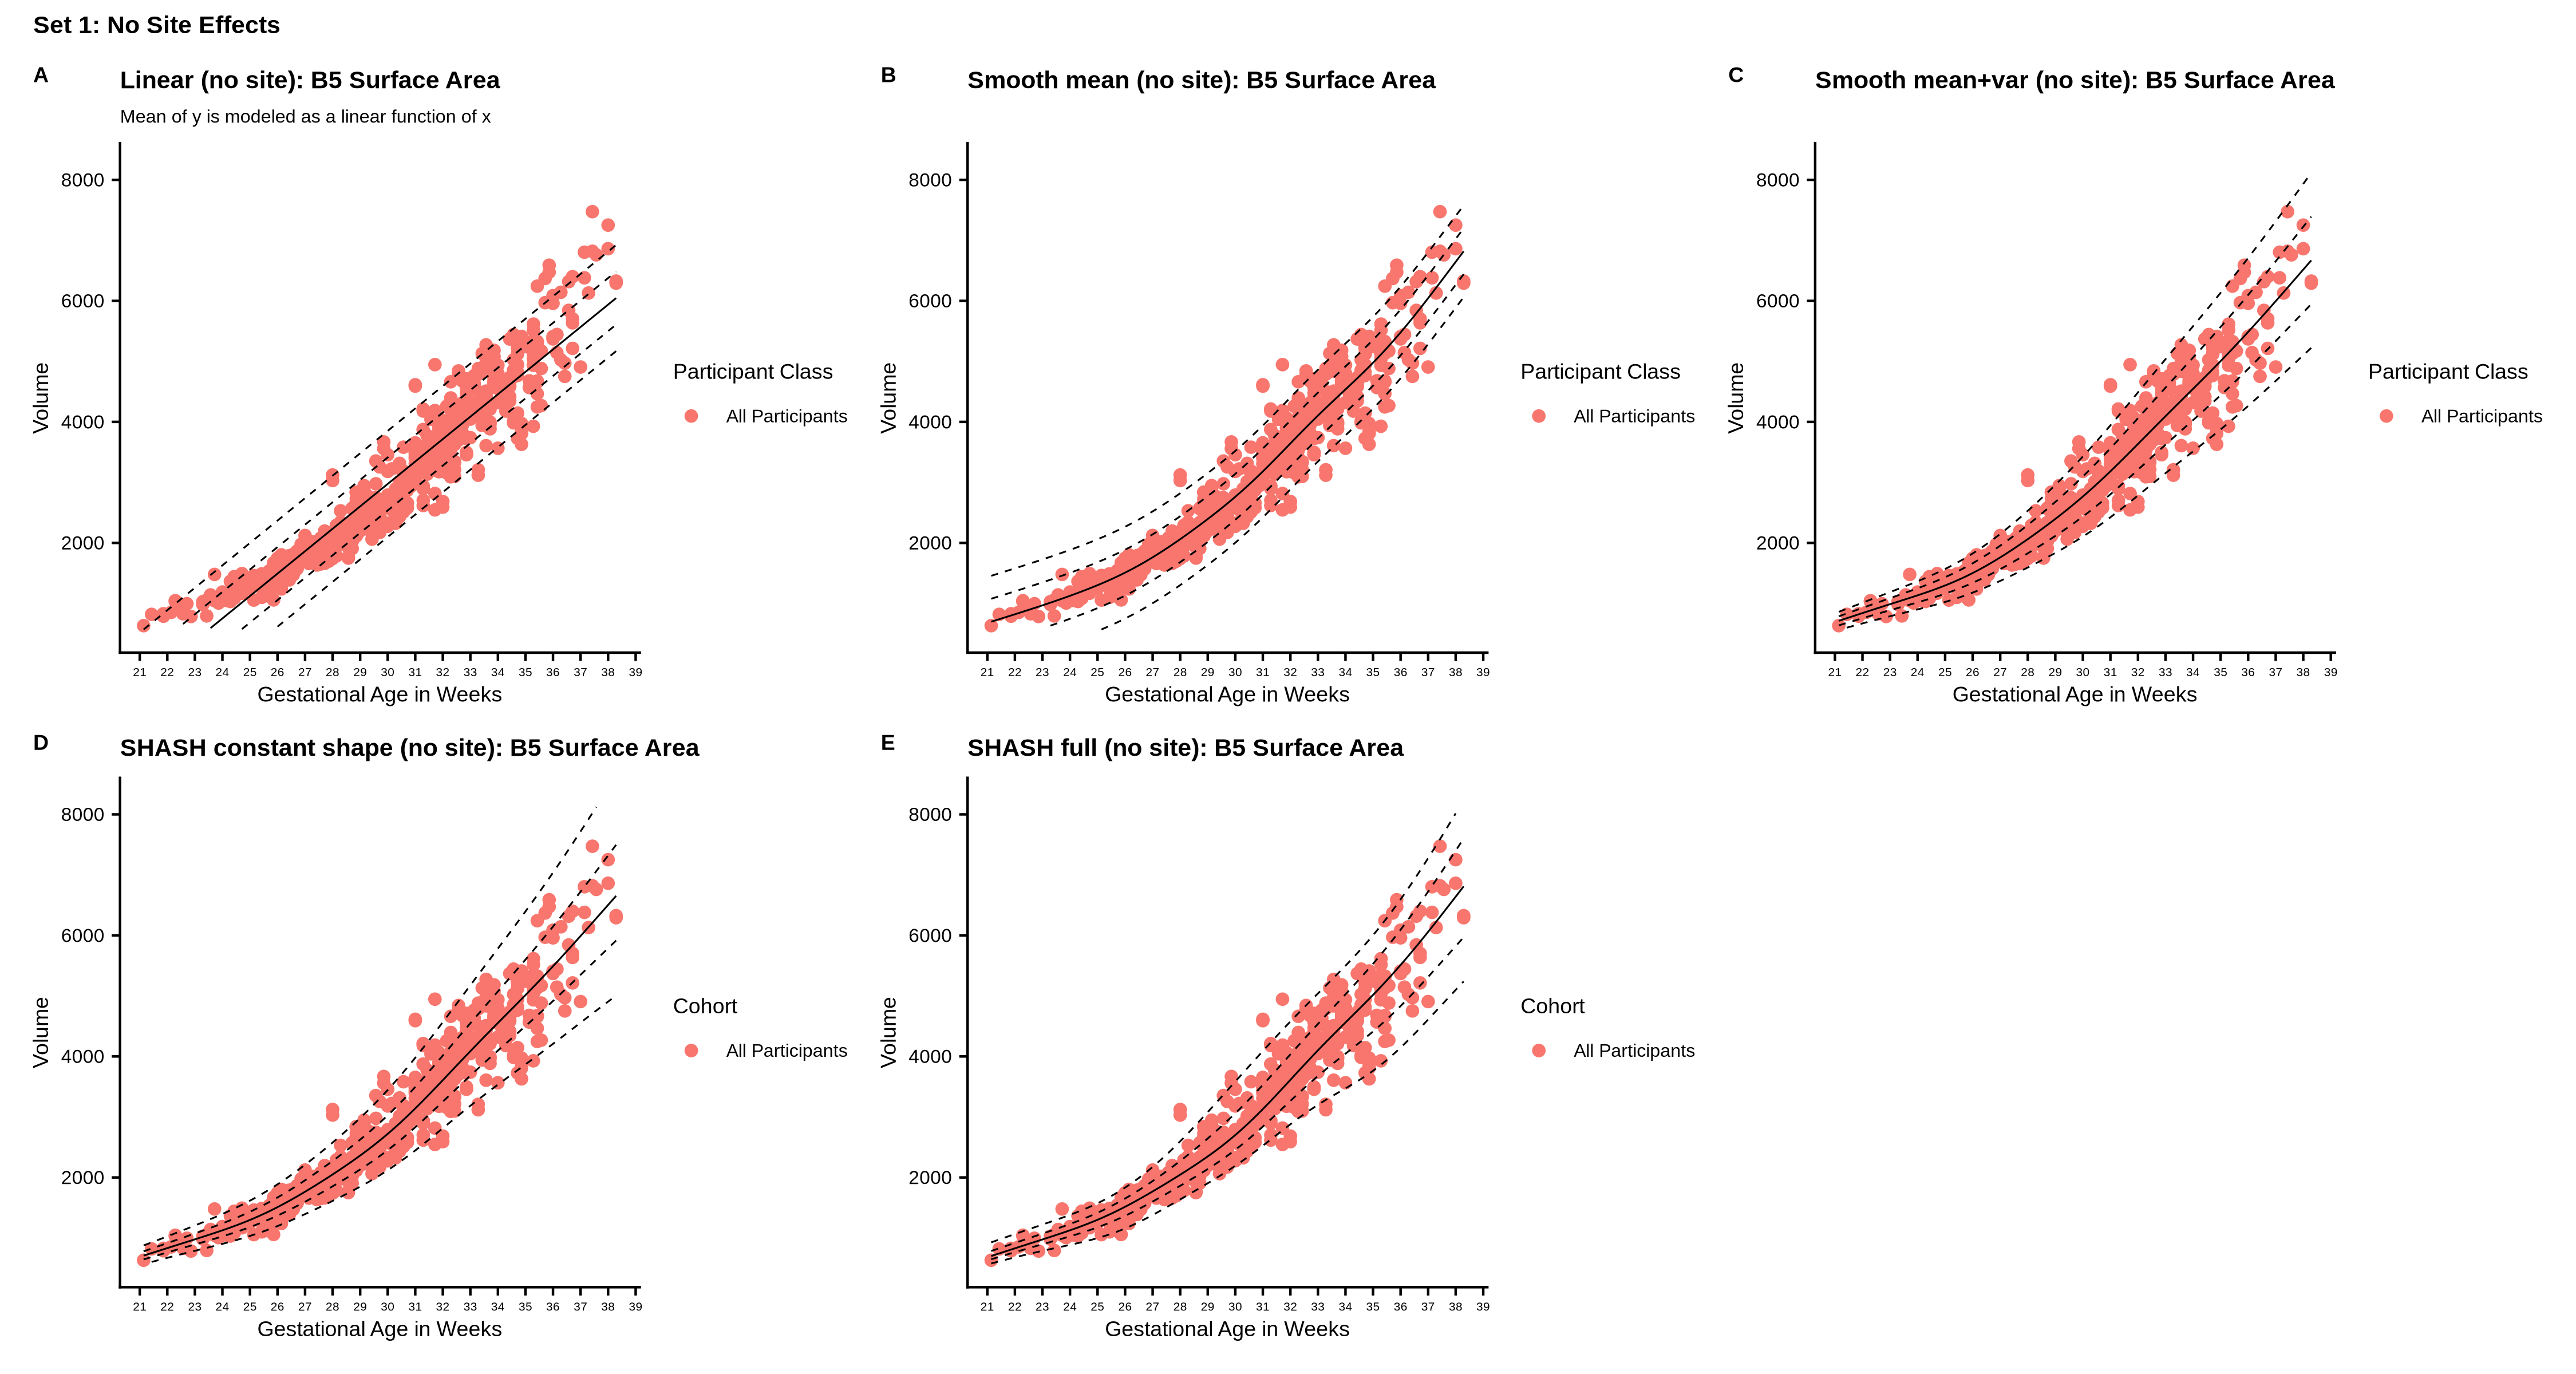 Set 1: No Site Effects
A
Linear (no site): B5 Surface Area
Mean of y is modeled as a linear function of x
8000
6000
4000
2000
Volume
21 22 23 24 25 26 27 28 29 30 31 32 33 34 35 36 37 38 39
Gestational Age in Weeks
Participant Class
All Participants
B
Smooth mean (no site): B5 Surface Area
8000
6000
4000
2000
Volume
21 22 23 24 25 26 27 28 29 30 31 32 33 34 35 36 37 38 39
Gestational Age in Weeks
Participant Class
All Participants
C
Smooth mean+var (no site): B5 Surface Area
8000
6000
4000
2000
Volume
21 22 23 24 25 26 27 28 29 30 31 32 33 34 35 36 37 38 39
Gestational Age in Weeks
Participant Class
All Participants
D
SHASH constant shape (no site): B5 Surface Area
8000
6000
4000
2000
Volume
21 22 23 24 25 26 27 28 29 30 31 32 33 34 35 36 37 38 39
Gestational Age in Weeks
Cohort
All Participants
E
SHASH full (no site): B5 Surface Area
8000
6000
4000
2000
Volume
21 22 23 24 25 26 27 28 29 30 31 32 33 34 35 36 37 38 39
Gestational Age in Weeks
Cohort
All Participants